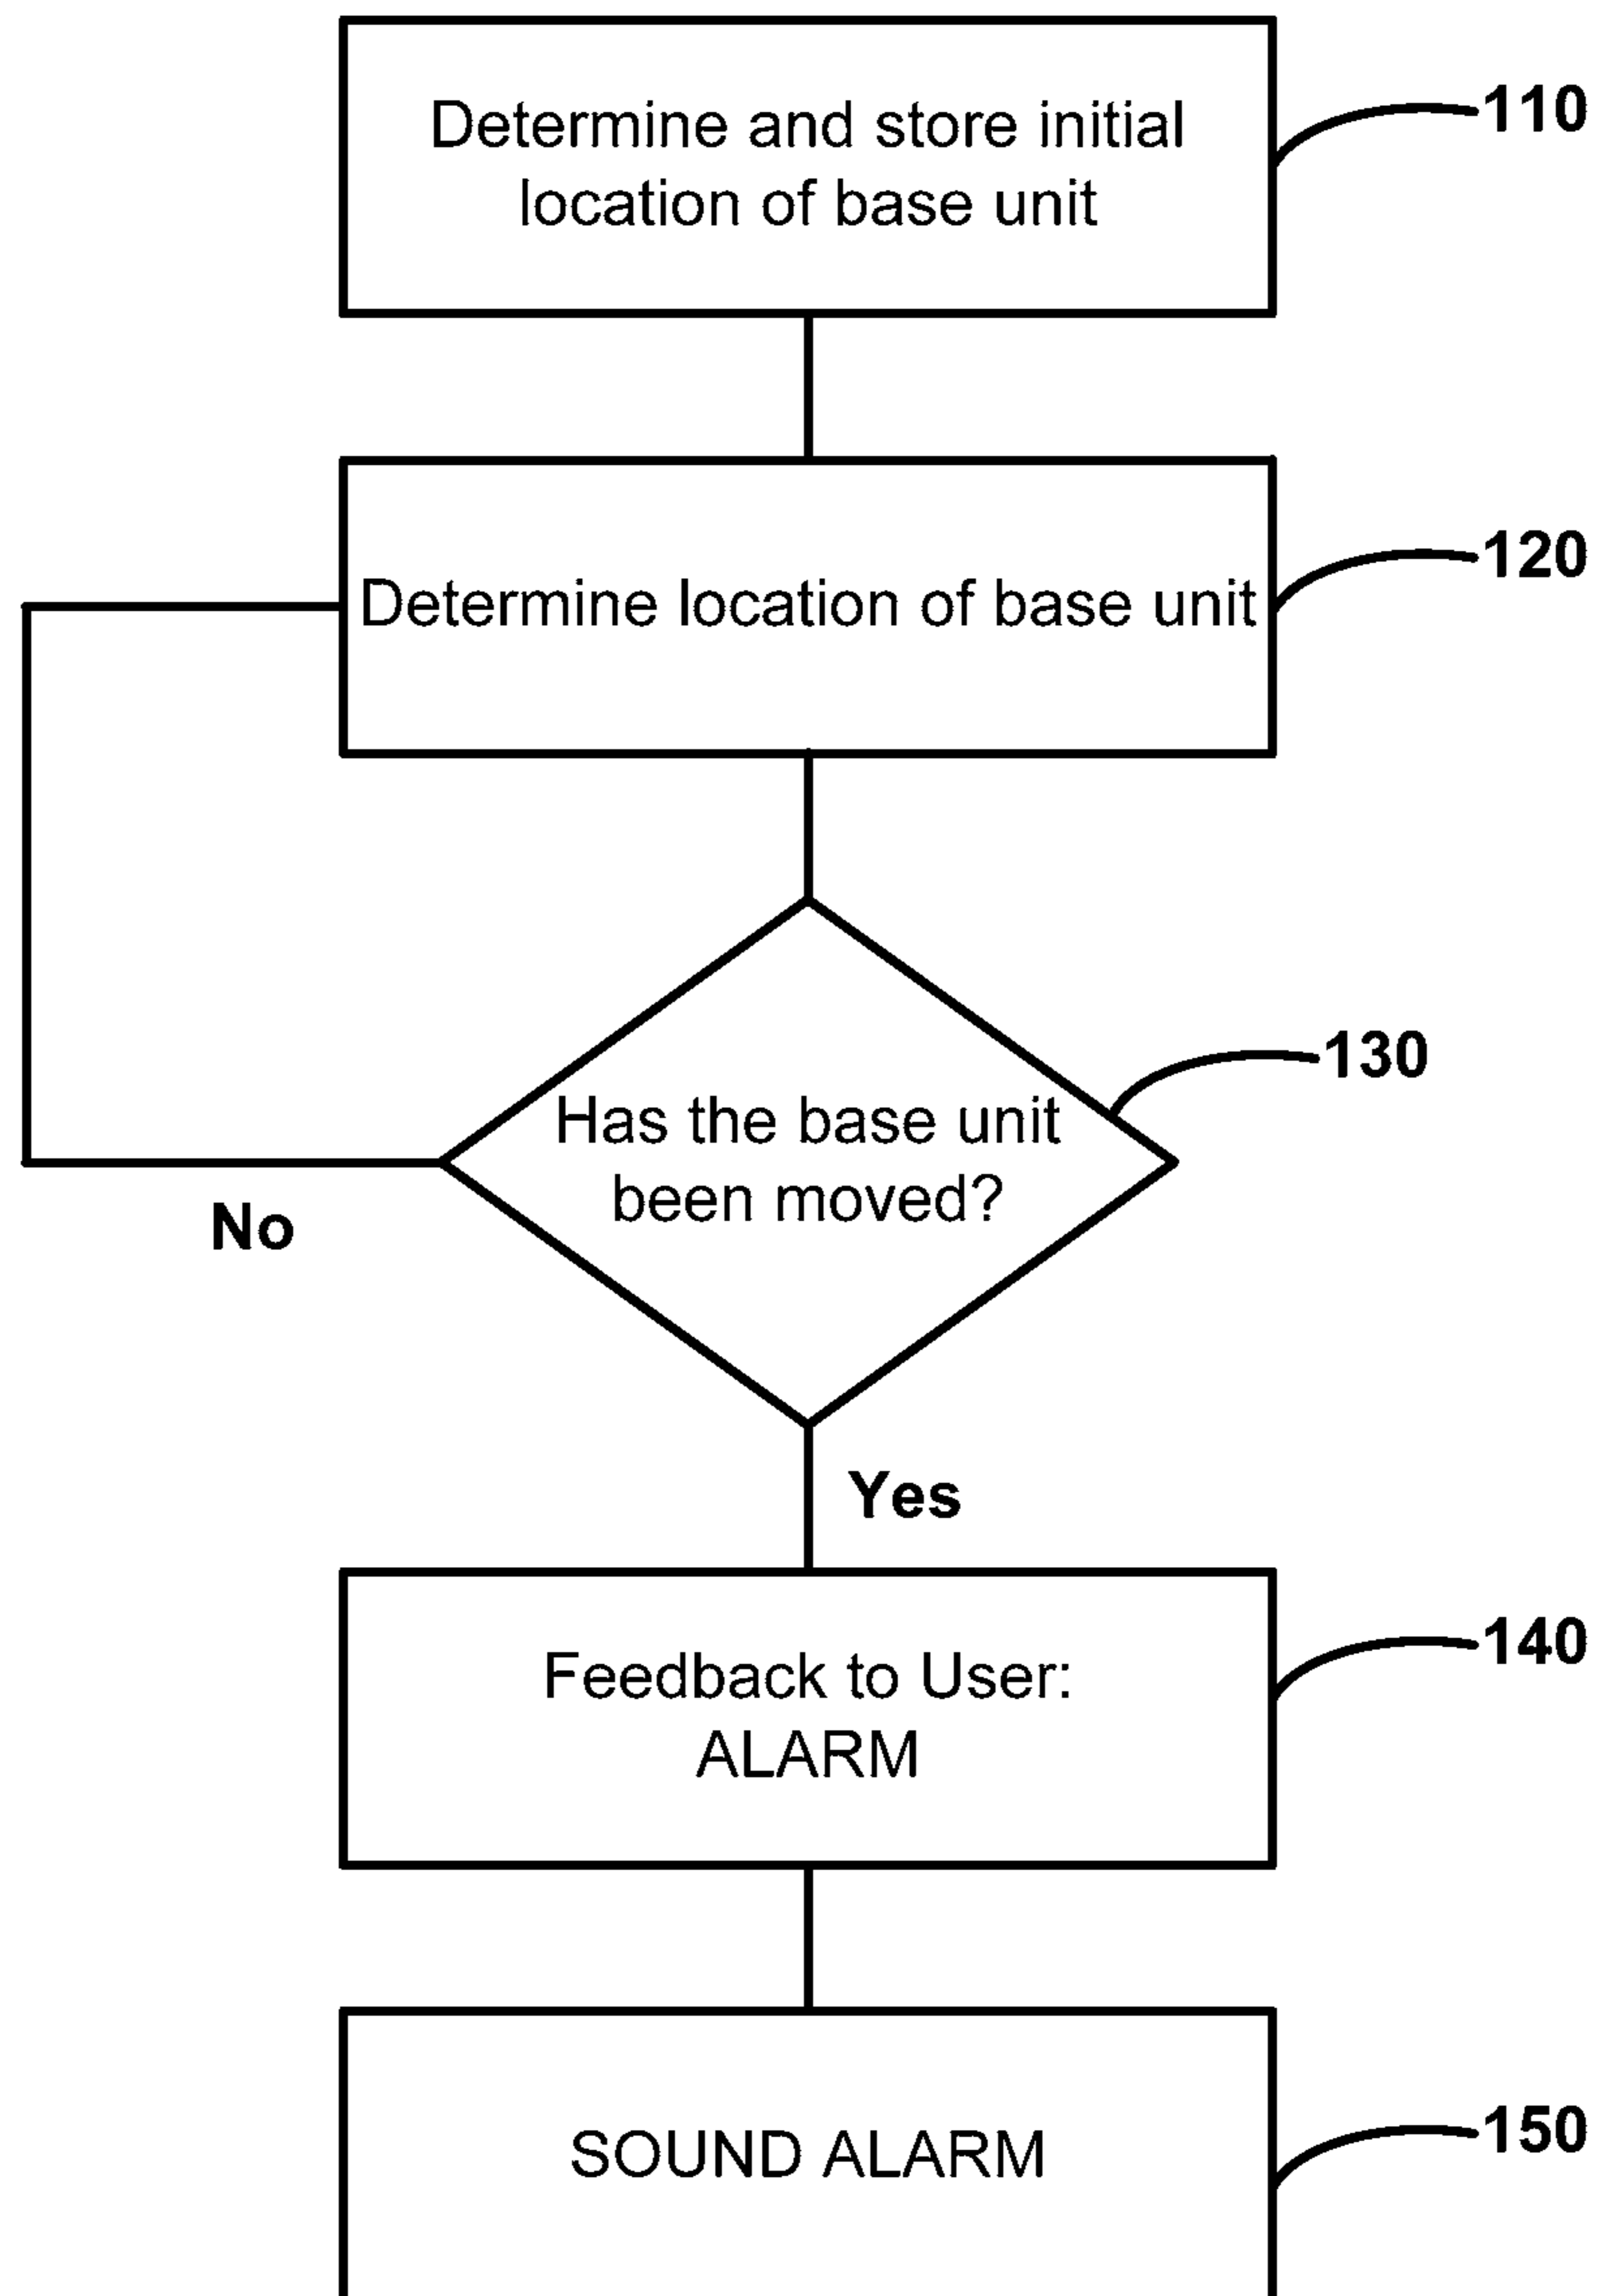 Determine and store initial
location of base unit
110
Determine location of base unit
120
Has the base unit
been moved?
130
No
Yes
Feedback to User:
ALARM
140
SOUND ALARM
150